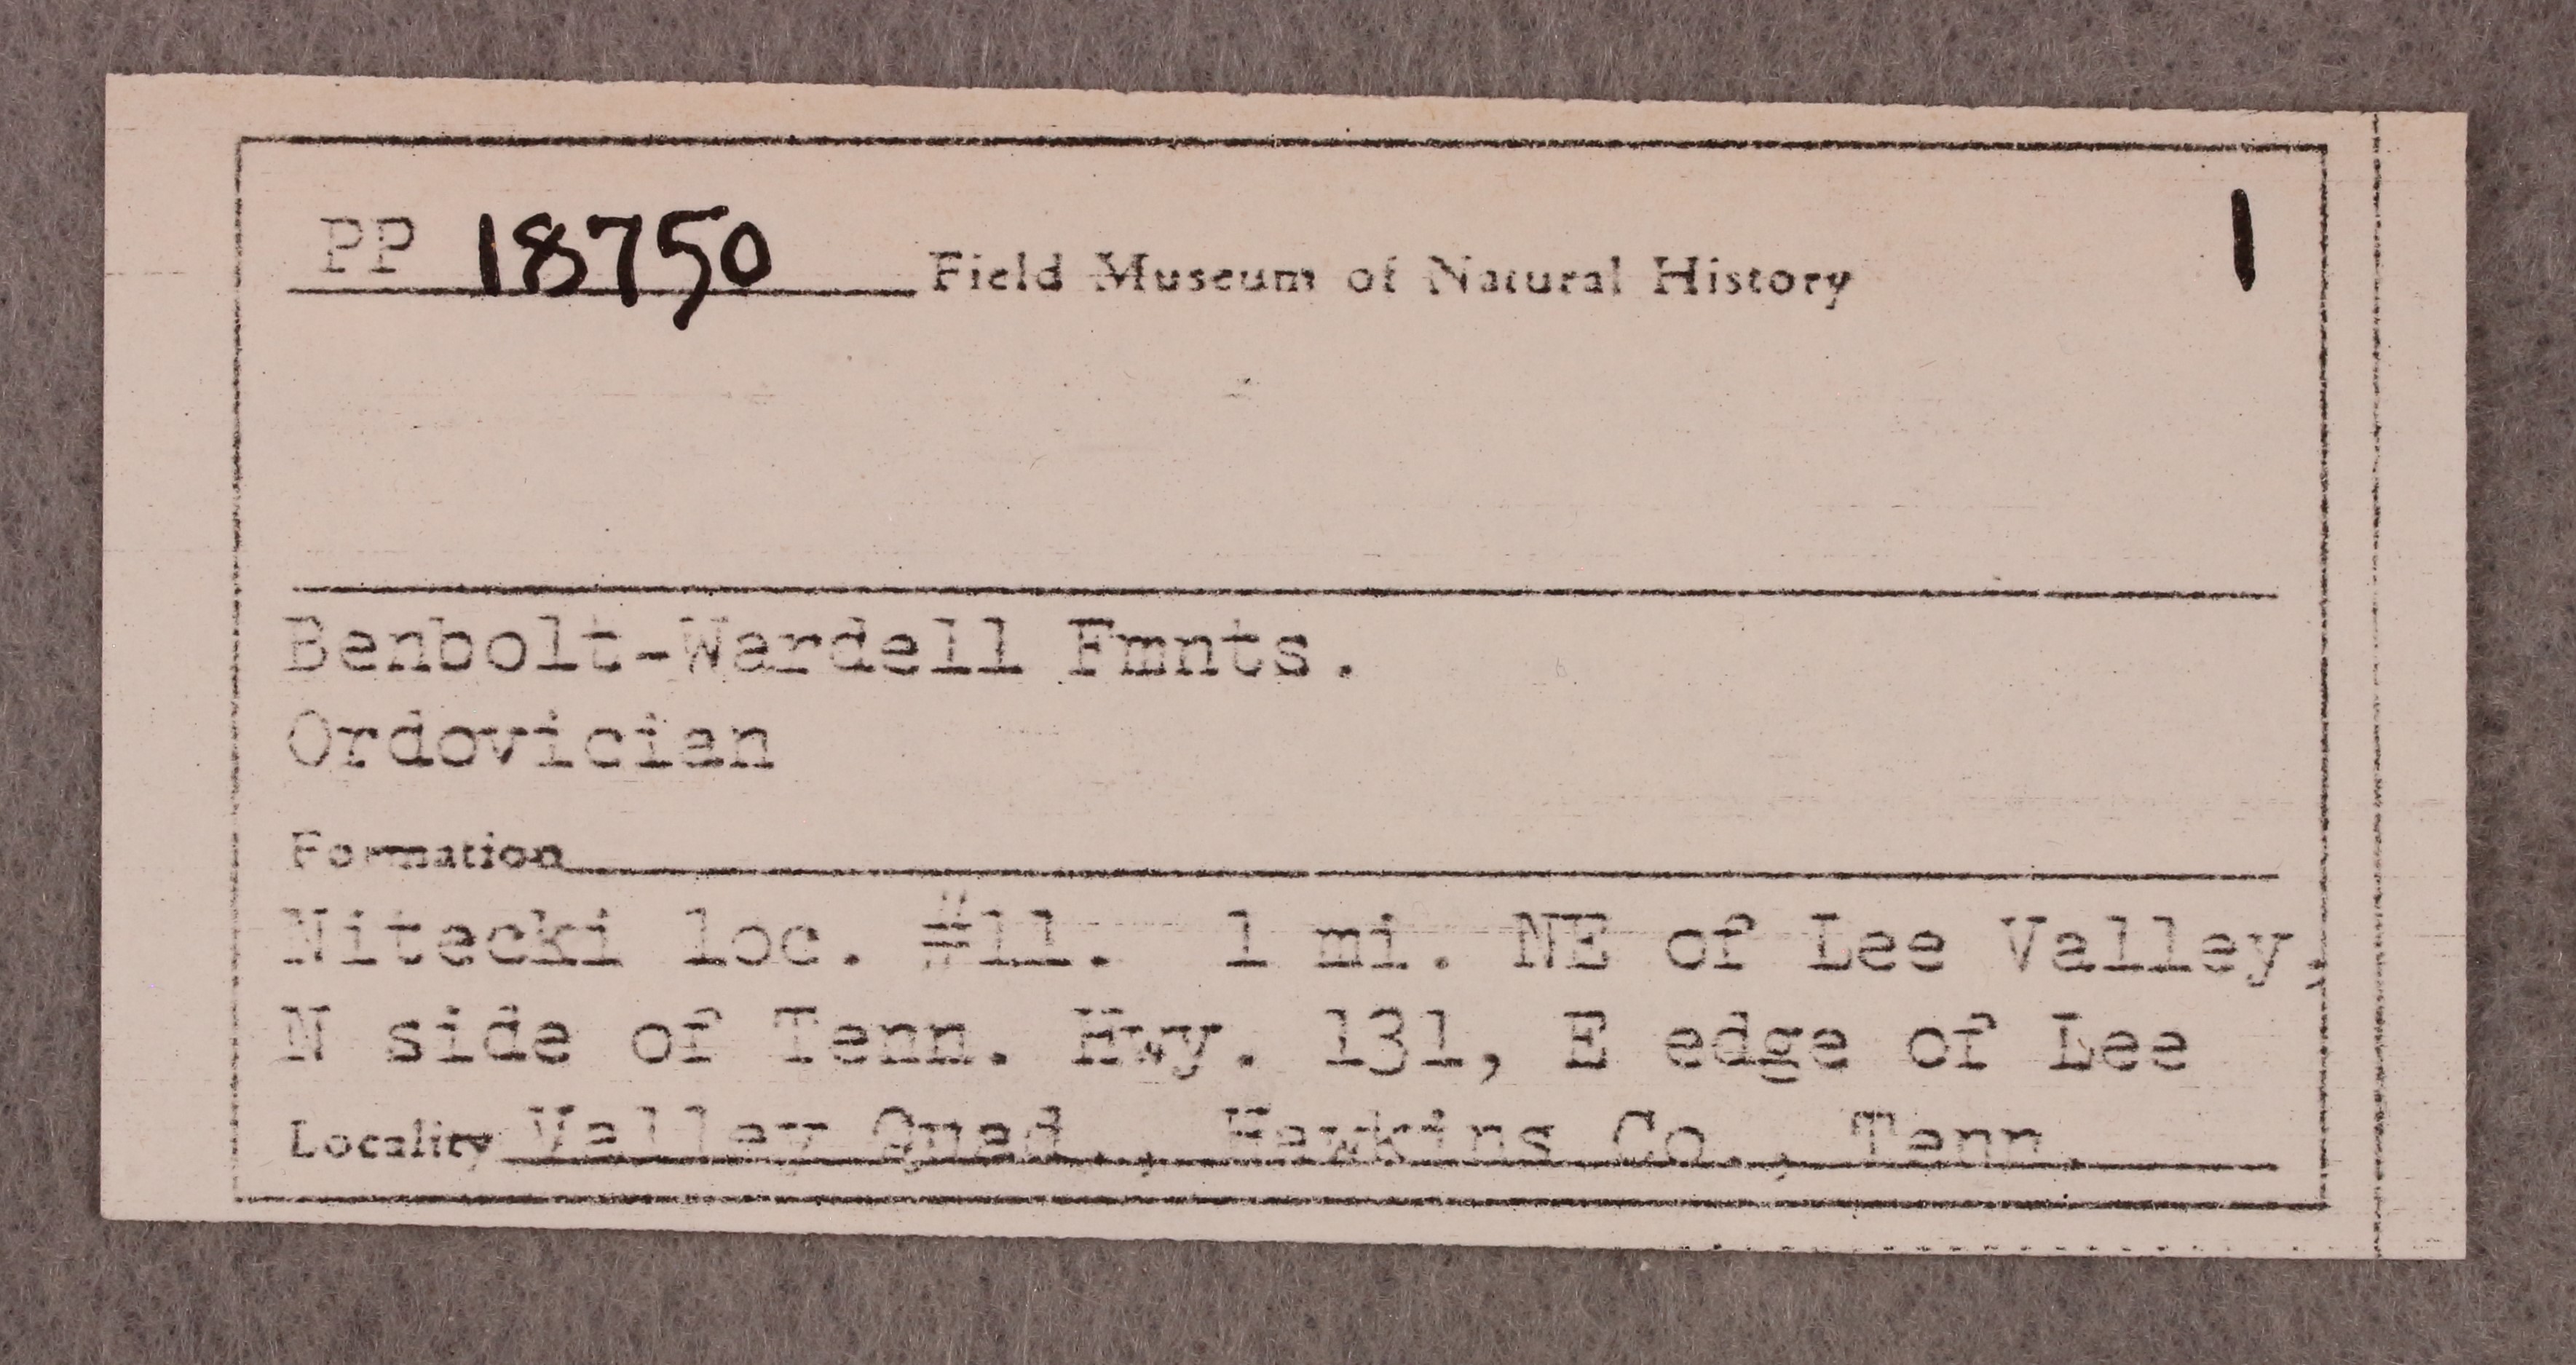 PP 18750 Field Museum of Natural History 1
Benbolt-Wardell Fmnts.
Ordovician
Formation
Nitecki loc. #11. 1 mi. NE of Lee Valley,
N side of Tenn. Hwy. 131, E edge of Lee
Locality Valley Quad., Hawkins Co., Tenn.